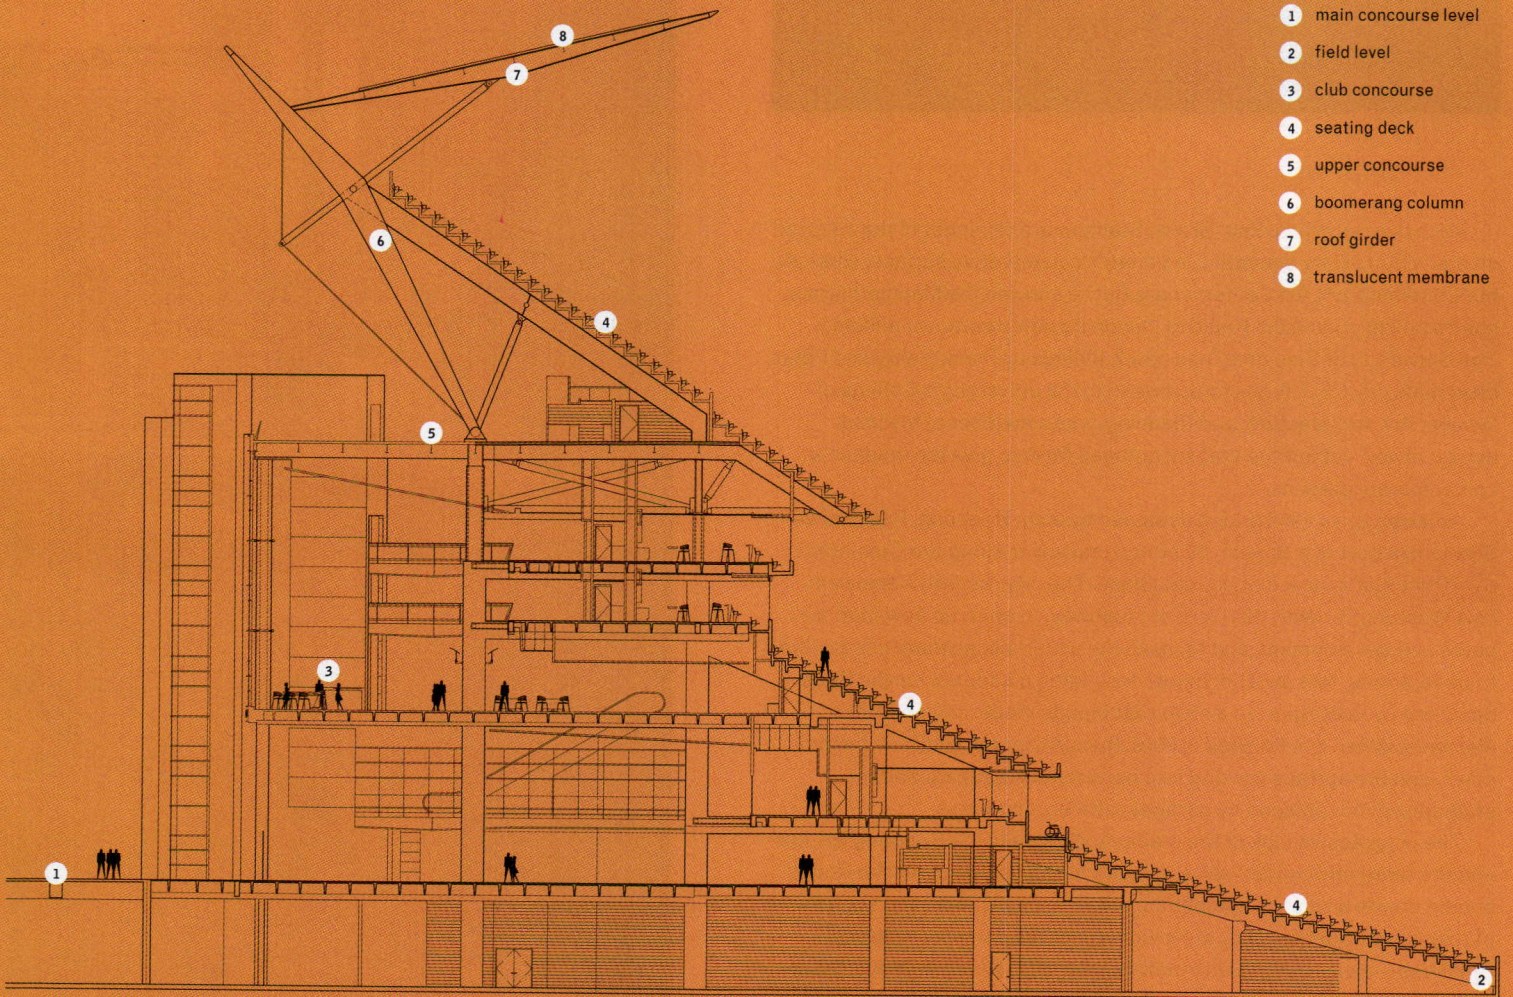 1 main concourse level
2 field level
3 club concourse
4 seating deck
5 upper concourse
6 boomerang column
7 roof girder
8 translucent membrane
8
7
6
4
5
3
4
1
4
2